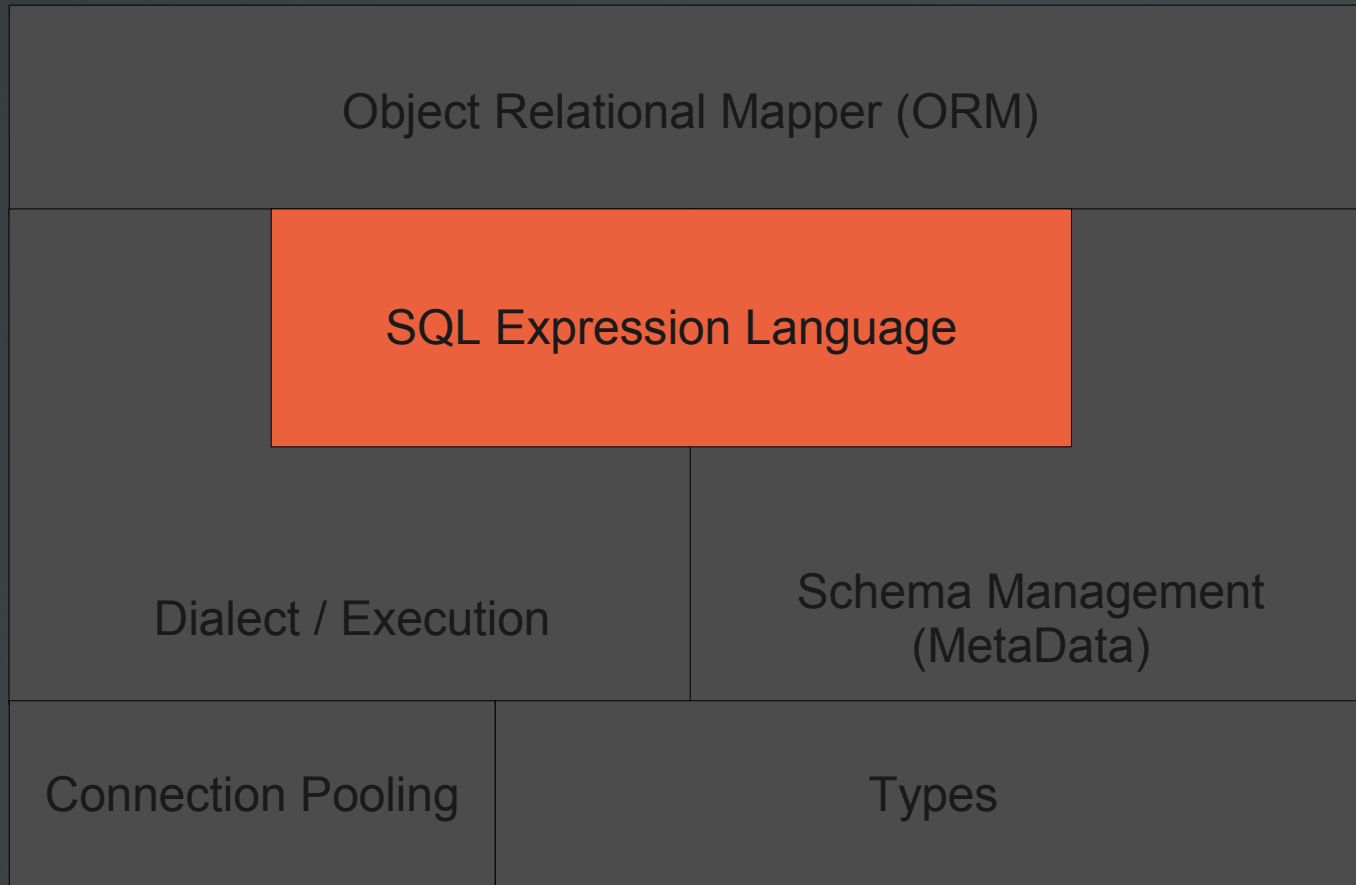 Object Relational Mapper (ORM)
SQL Expression Language
Dialect / Execution
Schema Management
(MetaData)
Connection Pooling
Types